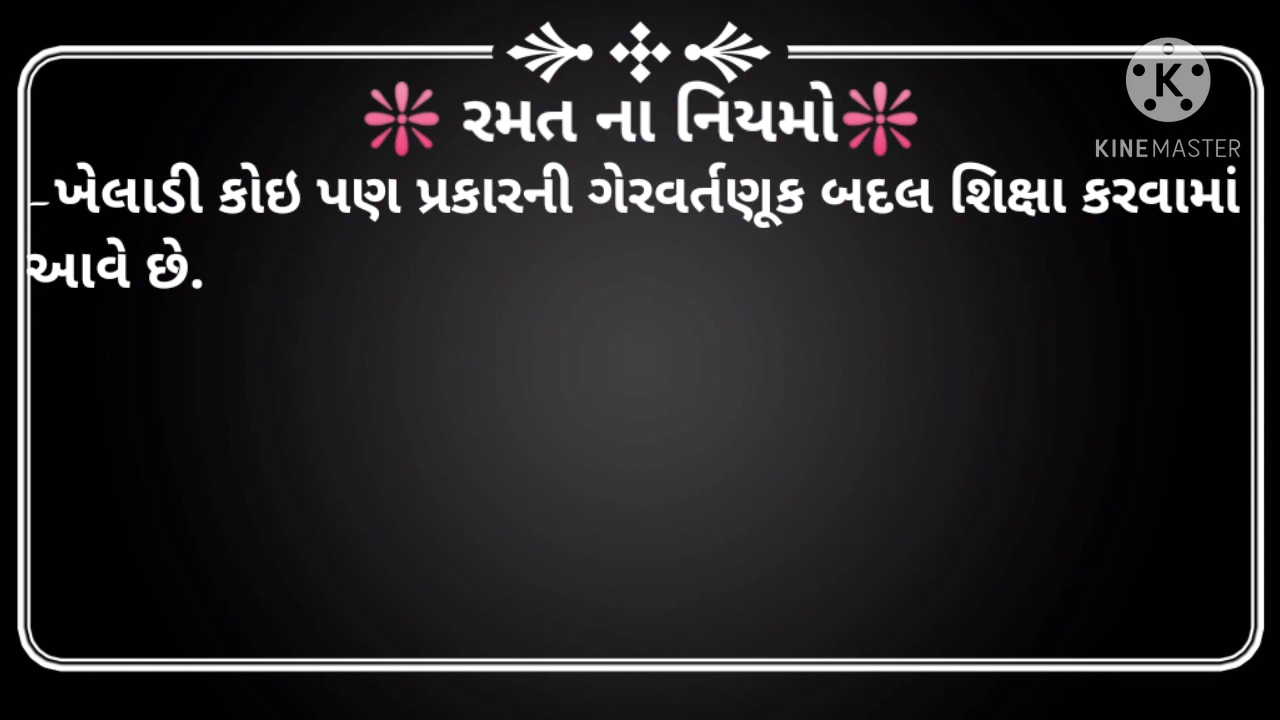 રમત ના નિયમો
-ખેલાડી કોઇ પણ પ્રકારની ગેરવર્તણૂક બદલ શિક્ષા કરવામાં
આવે છે.
K
KINEMASTER